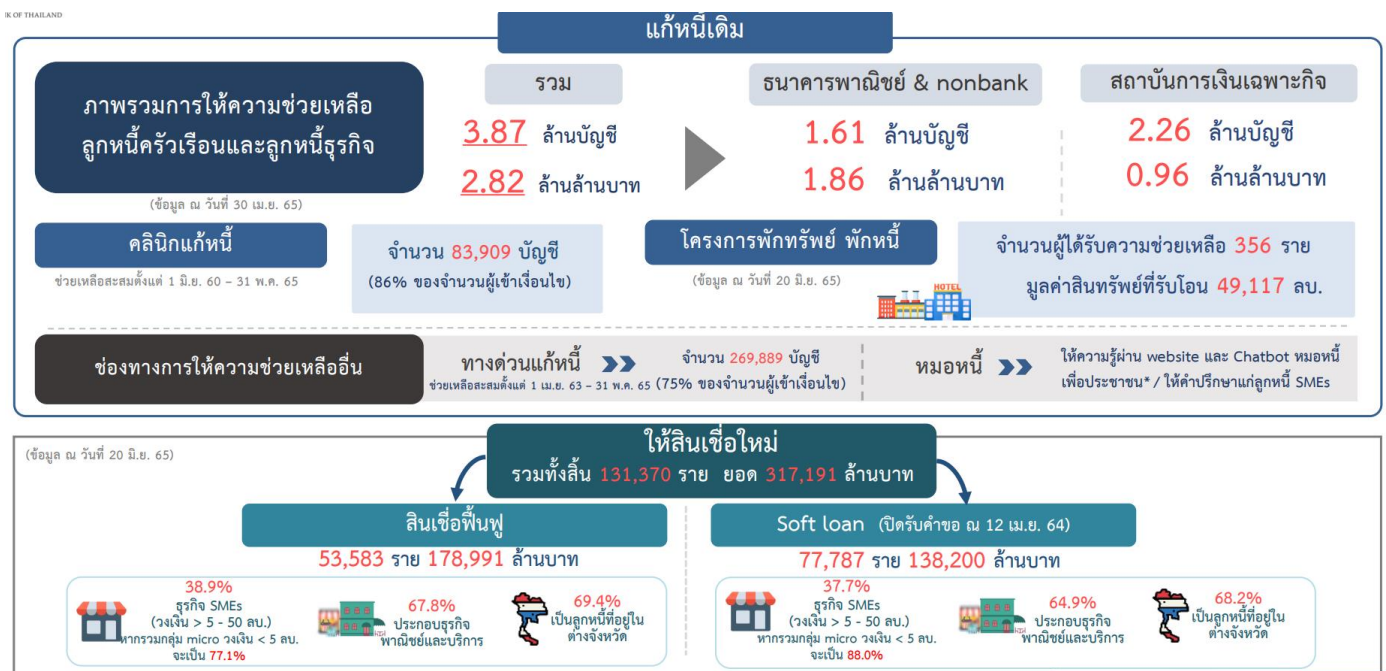 K OF THAILAND
แก้หนี้เดิม
ภาพรวมการให้ความช่วยเหลือ
ลูกหนี้ครัวเรือนและลูกหนี้ธุรกิจ
(ข้อมูล ณ วันที่ 30 เม.ย. 65)
รวม
3.87 ล้านบัญชี
2.82 ล้านล้านบาท
ธนาคารพาณิชย์ & nonbank
1.61 ล้านบัญชี
1.86 ล้านล้านบาท
สถาบันการเงินเฉพาะกิจ
2.26 ล้านบัญชี
0.96 ล้านล้านบาท
คลินิกแก้หนี้
ช่วยเหลือสะสมตั้งแต่ 1 มิ.ย. 60 – 31 พ.ค. 65
จำนวน 83,909 บัญชี
(86% ของจำนวนผู้เข้าเงื่อนไข)
โครงการพักทรัพย์ พักหนี้
(ข้อมูล ณ วันที่ 20 มิ.ย. 65)
HOTEL
จำนวนผู้ได้รับความช่วยเหลือ 356 ราย
มูลค่าสินทรัพย์ที่รับโอน 49,117 ลบ.
ช่องทางการให้ความช่วยเหลืออื่น
ทางด่วนแก้หนี้
ช่วยเหลือสะสมตั้งแต่ 1 เม.ย. 63 – 31 พ.ค. 65
จำนวน 269,889 บัญชี
(75% ของจำนวนผู้เข้าเงื่อนไข)
หมอหนี้
ให้ความรู้ผ่าน website และ Chatbot หมอหนี้
เพื่อประชาชน* / ให้คำปรึกษาแก่ลูกหนี้ SMEs
(ข้อมูล ณ วันที่ 20 มิ.ย. 65)
ให้สินเชื่อใหม่
รวมทั้งสิ้น 131,370 ราย ยอด 317,191 ล้านบาท
สินเชื่อฟื้นฟู
53,583 ราย 178,991 ล้านบาท
38.9%
ธุรกิจ SMEs
(วงเงิน > 5 - 50 ลบ.)
หากรวมกลุ่ม micro วงเงิน < 5 ลบ.
จะเป็น 77.1%
67.8%
ประกอบธุรกิจ
พาณิชย์และบริการ
69.4%
เป็นลูกหนี้ที่อยู่ใน
ต่างจังหวัด
Soft loan (ปิดรับคำขอ ณ 12 เม.ย. 64)
77,787 ราย 138,200 ล้านบาท
37.7%
ธุรกิจ SMEs
(วงเงิน > 5 - 50 ลบ.)
หากรวมกลุ่ม micro วงเงิน < 5 ลบ.
จะเป็น 88.0%
64.9%
ประกอบธุรกิจ
พาณิชย์และบริการ
68.2%
เป็นลูกหนี้ที่อยู่ใน
ต่างจังหวัด